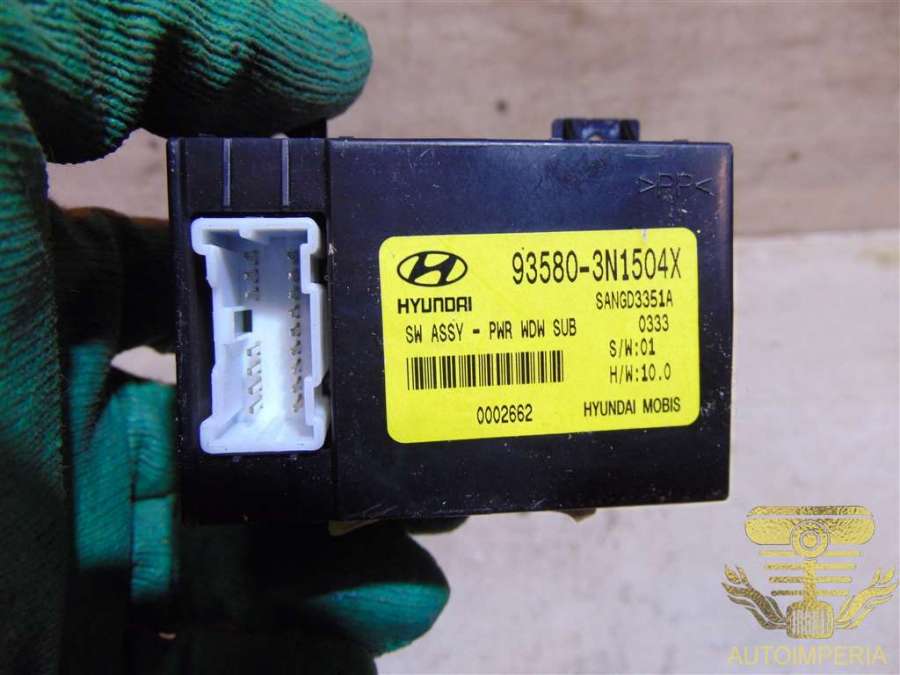 >PP<
HYUNDAI
93580-3N1504X
SANGD3351A
SW ASSY - PWR WDW SUB
0333
S/W:01
H/W:10.0
0002662
HYUNDAI MOBIS
AUTOIMPERIA